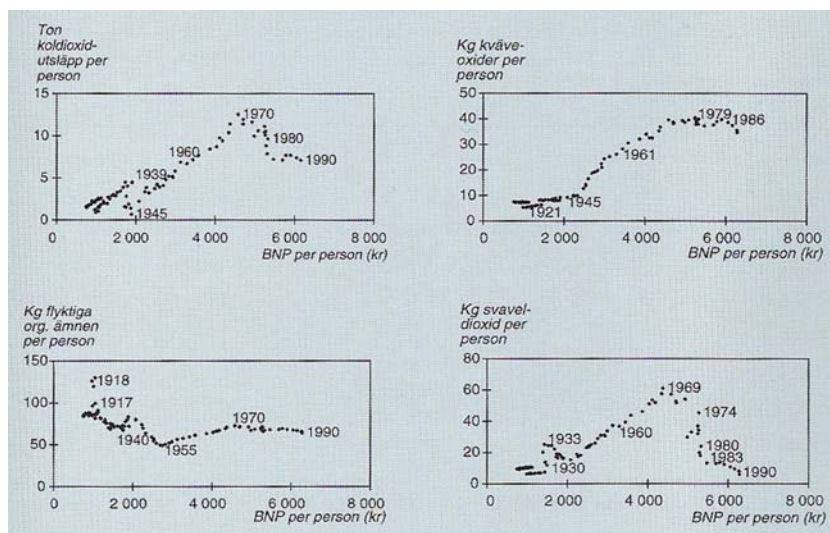 Ton
koldioxid-
utsläpp per
person
15
10
5
0
1970
1980
1960
1990
1939
1945
0 2 000 4 000 6 000 8 000
BNP per person (kr)
Kg kväve-
oxider per
person
50
40
30
20
10
0
1979
1986
1961
1945
1921
0 2 000 4 000 6 000 8 000
BNP per person (kr)
Kg flyktiga
org. ämnen
per person
150
100
50
0
1918
1917
1940
1955
1970
1990
0 2 000 4 000 6 000 8 000
BNP per person (kr)
Kg svavel-
dioxid per
person
80
60
40
20
0
1969
1974
1933
1960
1980
1983
1930
1990
0 2 000 4 000 6 000 8 000
BNP per person (kr)